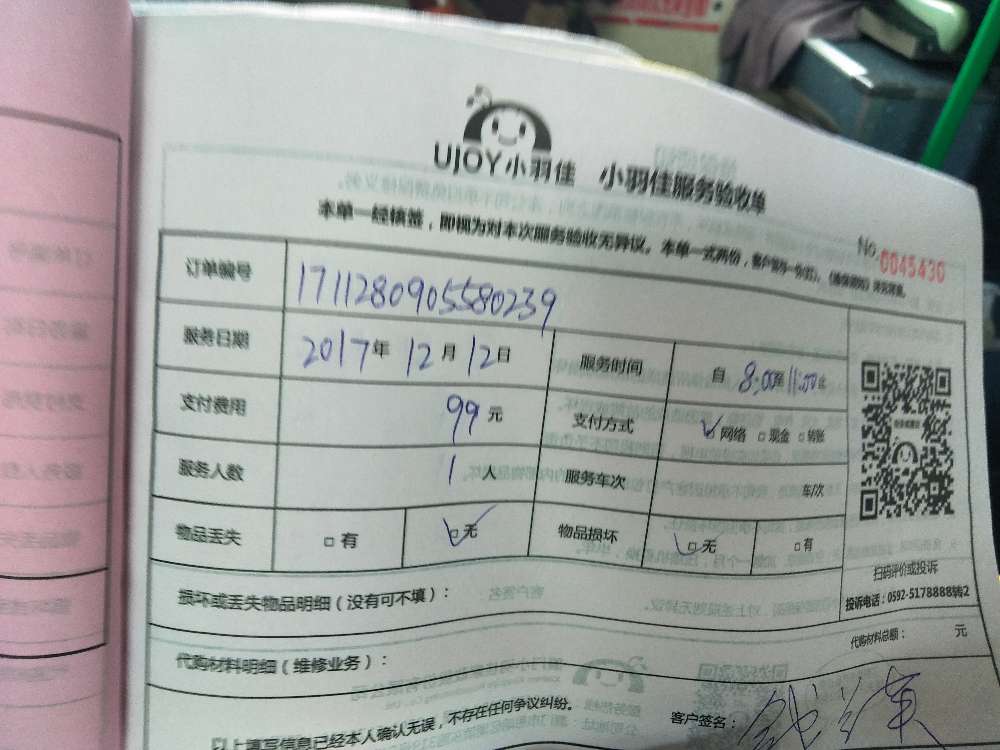 UJOY小羽佳 小羽佳服务验收单
本单一经核签，即视为对本次服务验收无异议。本单一式两份，客户
No. 0045430
订单编号 1711280905580239
服务日期 2017年 12月 12日 服务时间 自 8:00至11:00止
支付费用 99元 支付方式 ☑网络 □现金 □转账
服务人数 1人 服务车次 车/次
物品丢失 □有 ☑无 物品损坏 ☑无 □有
扫码评价或投诉
投诉电话：0592-5178888转2
损坏或丢失物品明细（没有可不填）：
代购材料明细（维修业务）： 代购材料总额： 元
以上填写信息已经本人确认无误，不存在任何争议纠纷。
客户签名：